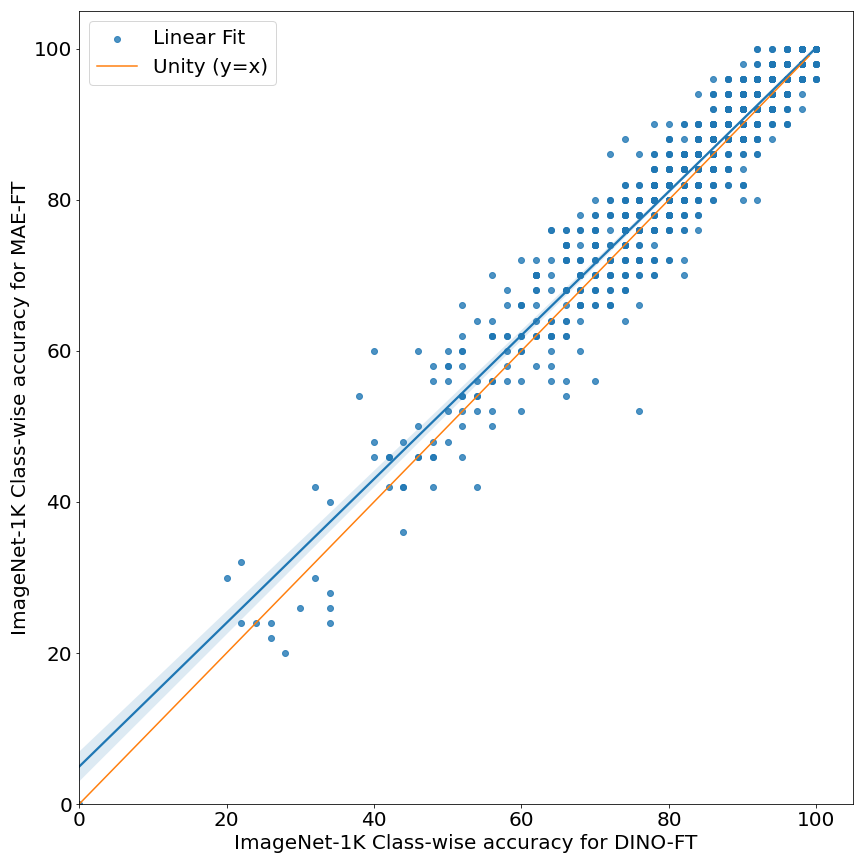 Linear Fit
Unity (y=x)
100
80
60
40
20
0
0 20 40 60 80 100
ImageNet-1K Class-wise accuracy for MAE-FT
ImageNet-1K Class-wise accuracy for DINO-FT